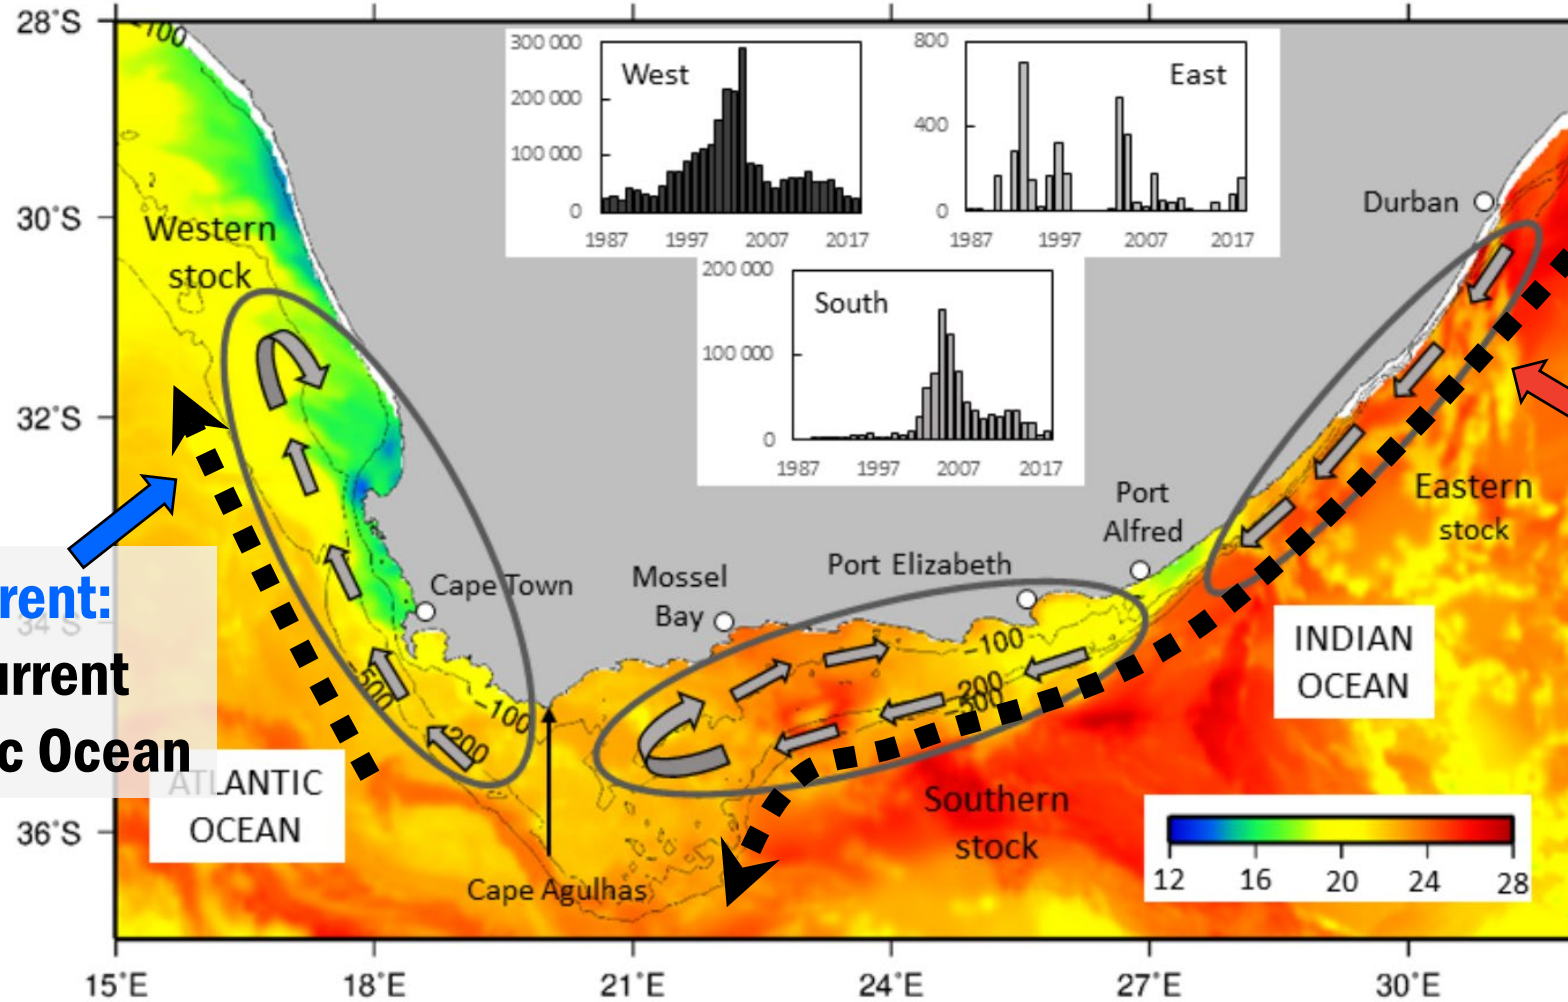 28°S
30°S
32°S
34°S
36°S
-100
300 000
200 000
100 000
0
West
1987 1997 2007 2017
800
400
0
East
1987 1997 2007 2017
200 000
100 000
0
South
1987 1997 2007 2017
Durban
Western
stock
Port
Alfred
Eastern
stock
Port Elizabeth
Mossel
Bay
Cape Town
rent:
urrent
c Ocean
-100
-200
-500
500
-100
200
INDIAN
OCEAN
ATLANTIC
OCEAN
Southern
stock
Cape Agulhas
12 16 20 24 28
15°E 18°E 21°E 24°E 27°E 30°E